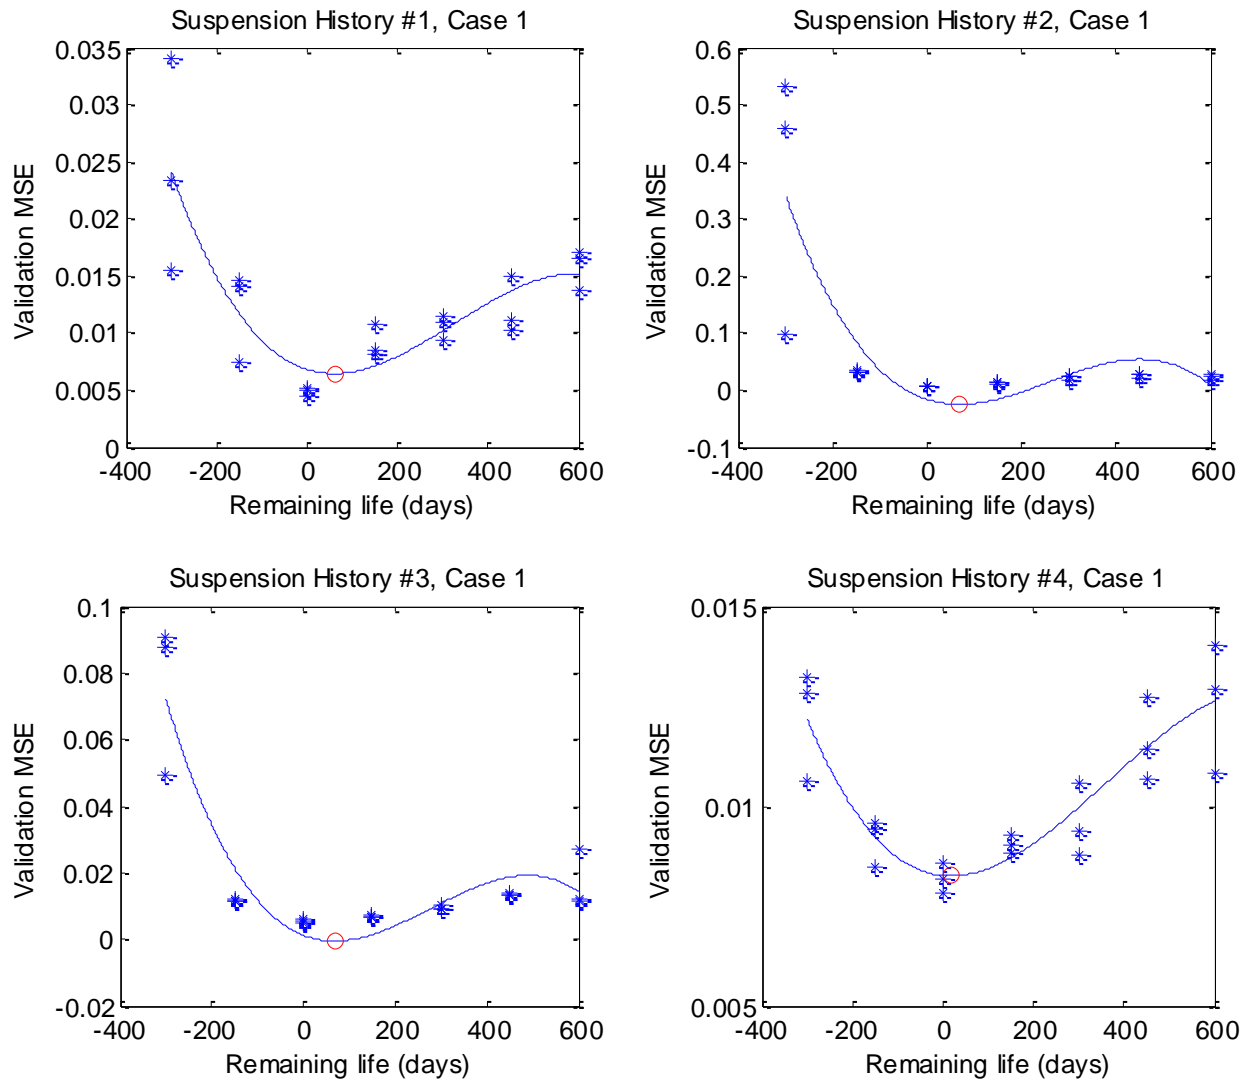 Suspension History #1, Case 1
0.035
0.03
0.025
0.02
0.015
0.01
0.005
0
-400 -200 0 200 400 600
Validation MSE
Remaining life (days)
Suspension History #2, Case 1
0.6
0.5
0.4
0.3
0.2
0.1
0
-0.1
-400 -200 0 200 400 600
Validation MSE
Remaining life (days)
Suspension History #3, Case 1
0.1
0.08
0.06
0.04
0.02
0
-0.02
-400 -200 0 200 400 600
Validation MSE
Remaining life (days)
Suspension History #4, Case 1
0.015
0.01
0.005
-400 -200 0 200 400 600
Validation MSE
Remaining life (days)